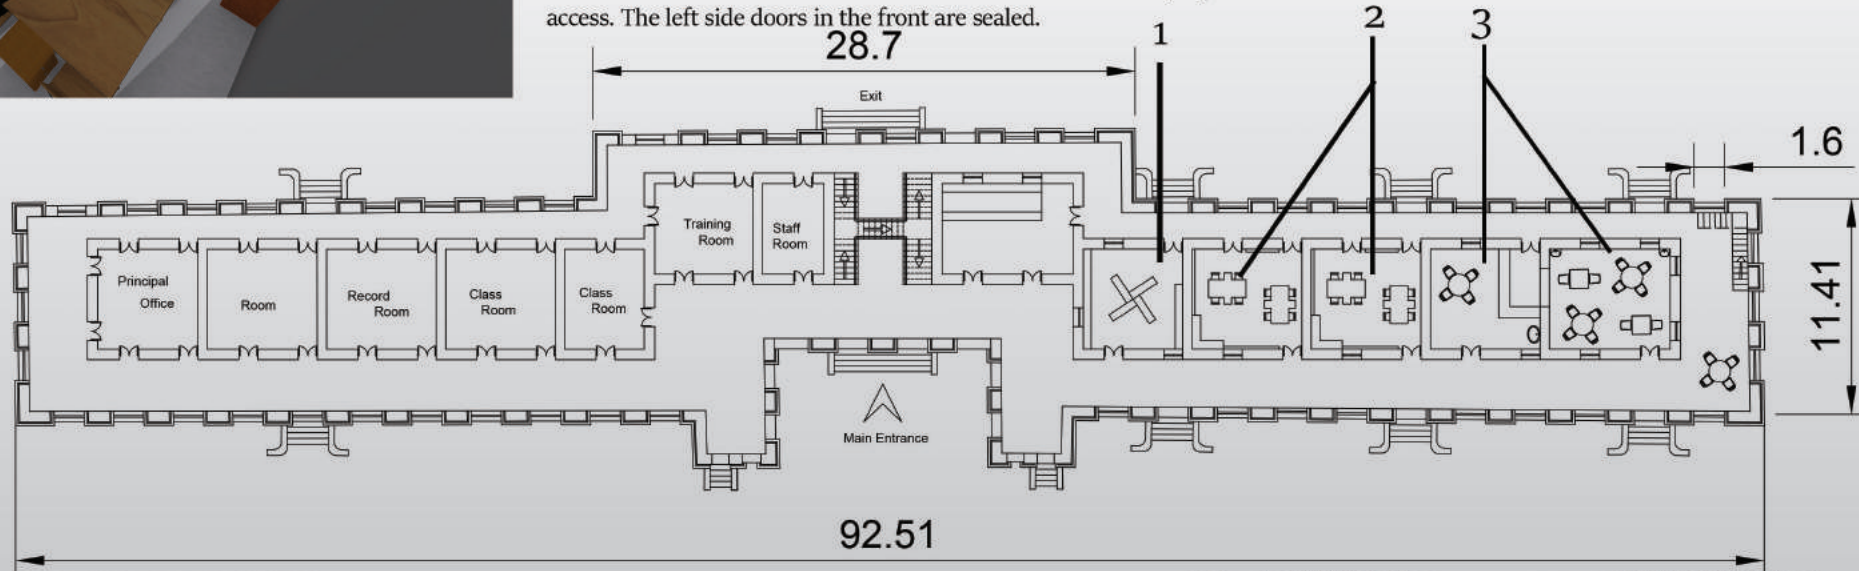 access. The left side doors in the front are sealed.
1
2
3
28.7
Exit
1.6
Training
Room
Staff
Room
Principal
Office
Room
Record
Room
Class
Room
Class
Room
11.41
Main Entrance
92.51